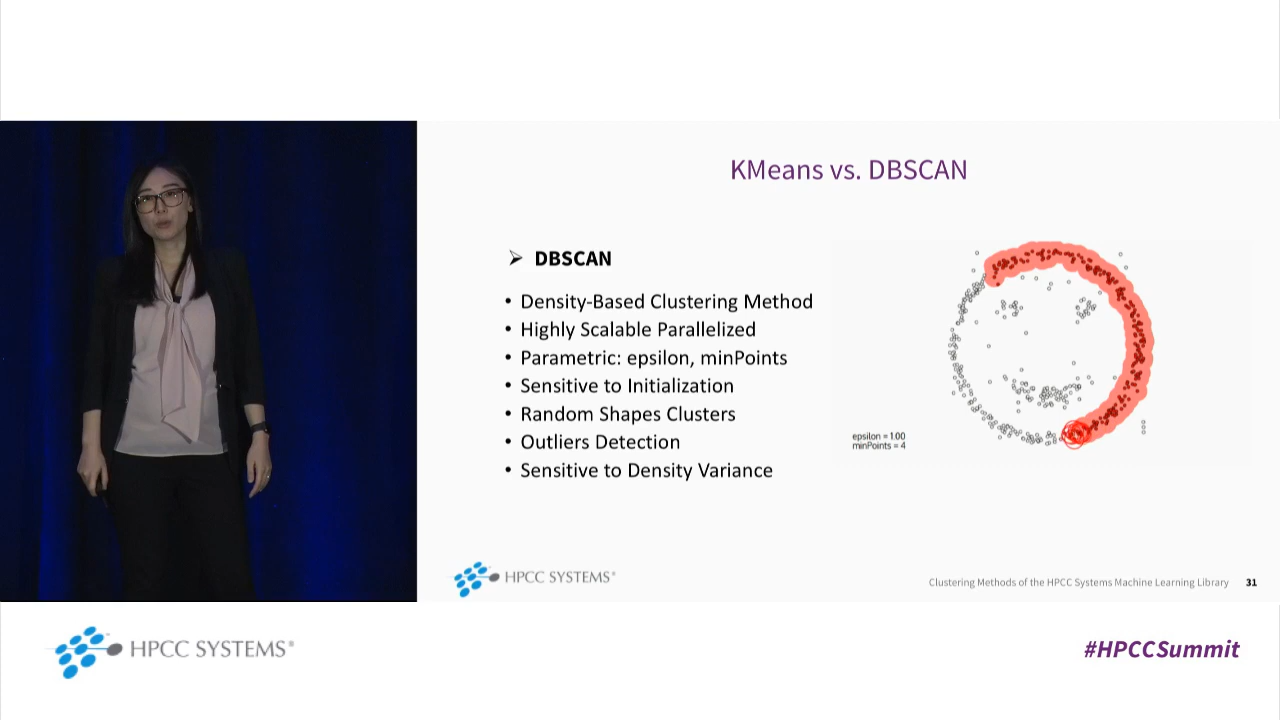 KMeans vs. DBSCAN
➢ DBSCAN
• Density-Based Clustering Method
• Highly Scalable Parallelized
• Parametric: epsilon, minPoints
• Sensitive to Initialization
• Random Shapes Clusters
• Outliers Detection
• Sensitive to Density Variance
epsilon = 1.00
minPoints = 4
HPCC SYSTEMS®
Clustering Methods of the HPCC Systems Machine Learning Library 31
HPCC SYSTEMS®
#HPCCSummit